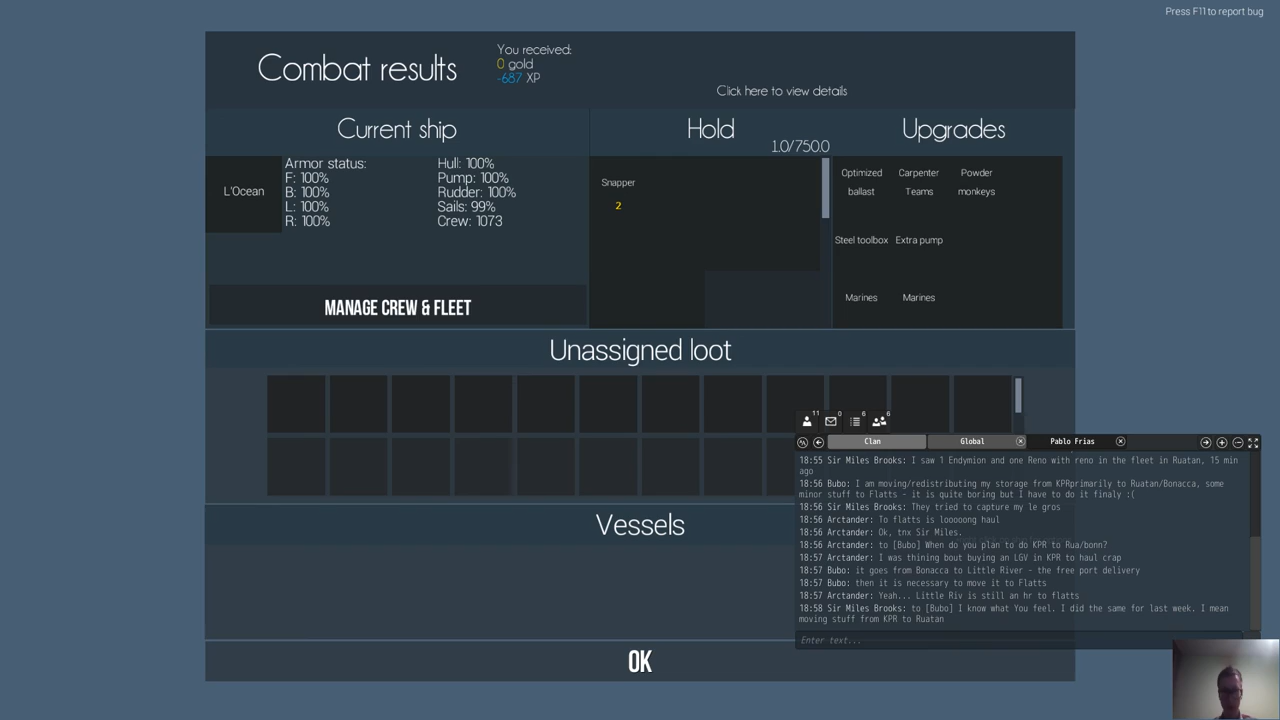 Press F11 to report bug
Combat results
You received:
0 gold
-687 XP
Click here to view details
Current ship
Hold
1.0/750.0
Upgrades
L'Ocean
Armor status:
F: 100%
B: 100%
L: 100%
R: 100%
Hull: 100%
Pump: 100%
Rudder: 100%
Sails: 99%
Crew: 1073
Snapper
2
Optimized ballast
Carpenter Teams
Powder monkeys
Steel toolbox
Extra pump
Marines
Marines
MANAGE CREW & FLEET
Unassigned loot
11
0
6
6
Clan
Global
Pablo Frias
18:55 Sir Miles Brooks: I saw 1 Endymion and one Reno with reno in the fleet in Ruatan, 15 min
ago
18:56 Bubo: I am moving/redistributing my storage from KPRprimarily to Ruatan/Bonacca, some
minor stuff to Flatts - it is quite boring but I have to do it finaly :(
18:56 Sir Miles Brooks: They tried to capture my le gros
18:56 Arctander: To flatts is looooong haul
18:56 Arctander: Ok, tnx Sir Miles.
18:56 Arctander: to [Bubo] When do you plan to do KPR to Rua/bonn?
18:57 Arctander: I was thining bout buying an LGV in KPR to haul crap
18:57 Bubo: it goes from Bonacca to Little River - the free port delivery
18:57 Bubo: then it is necessary to move it to Flatts
18:57 Arctander: Yeah... Little Riv is still an hr to flatts
18:58 Sir Miles Brooks: to [Bubo] I know what You feel. I did the same for last week. I mean
moving stuff from KPR to Ruatan
Enter text...
Vessels
OK